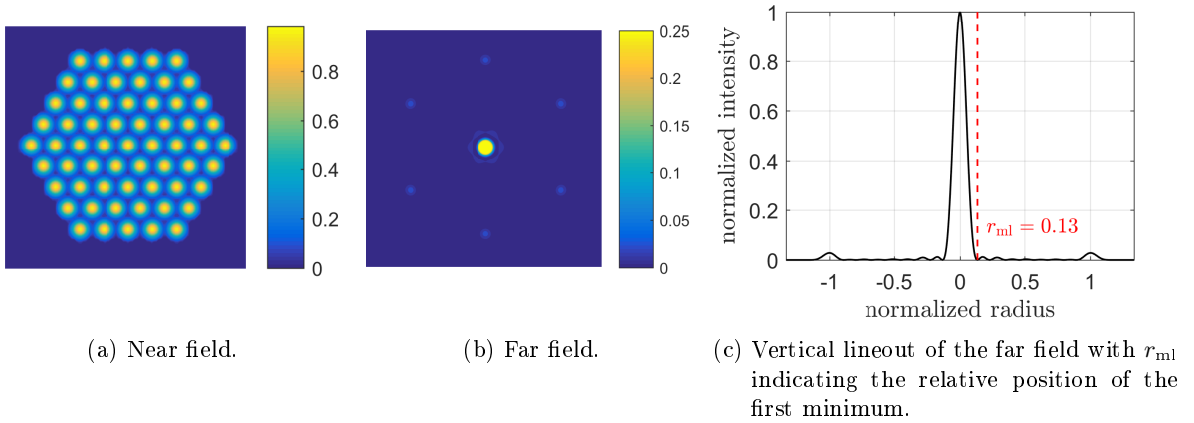 0.8
0.6
0.4
0.2
0
(a) Near field.
0.25
0.2
0.15
0.1
0.05
0
(b) Far field.
normalized intensity
1
0.8
0.6
0.4
0.2
0
r_ml = 0.13
-1 -0.5 0 0.5 1
normalized radius
(c) Vertical lineout of the far field with r_ml
indicating the relative position of the
first minimum.